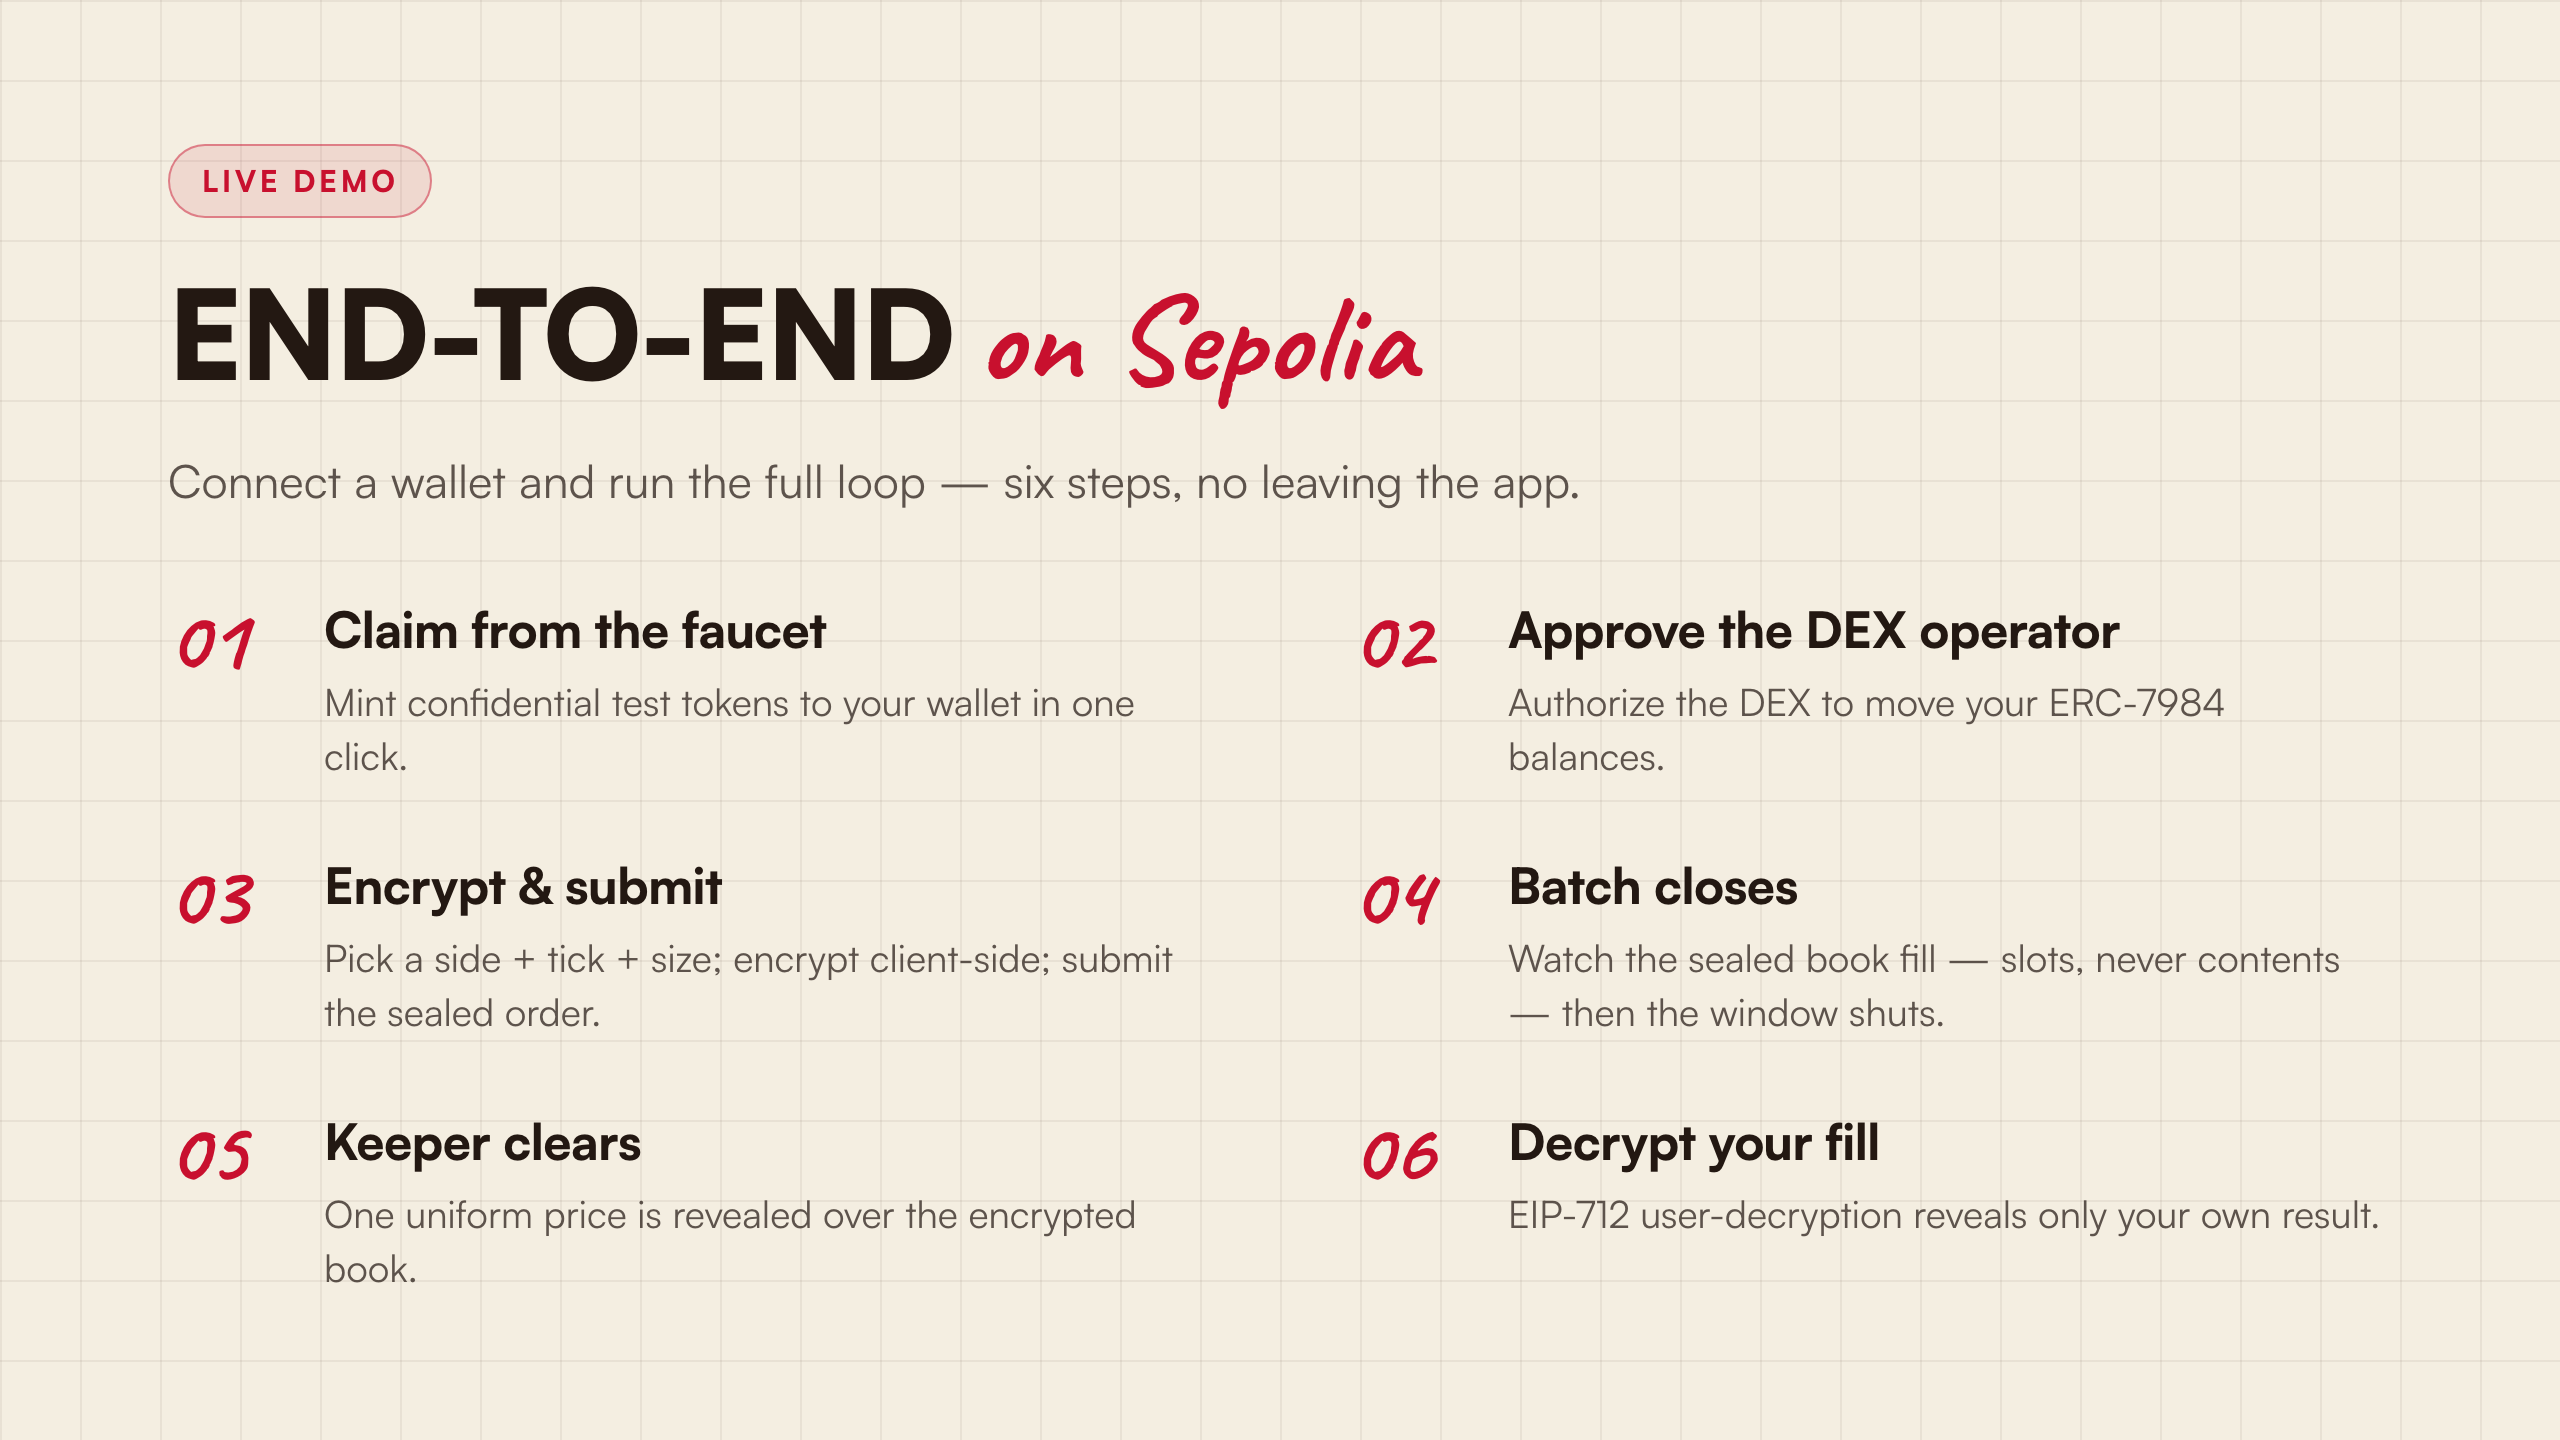 LIVE DEMO
END-TO-END on Sepolia
Connect a wallet and run the full loop — six steps, no leaving the app.
01 Claim from the faucet
Mint confidential test tokens to your wallet in one
click.
02 Approve the DEX operator
Authorize the DEX to move your ERC-7984
balances.
03 Encrypt & submit
Pick a side + tick + size; encrypt client-side; submit
the sealed order.
04 Batch closes
Watch the sealed book fill — slots, never contents
— then the window shuts.
05 Keeper clears
One uniform price is revealed over the encrypted
book.
06 Decrypt your fill
EIP-712 user-decryption reveals only your own result.